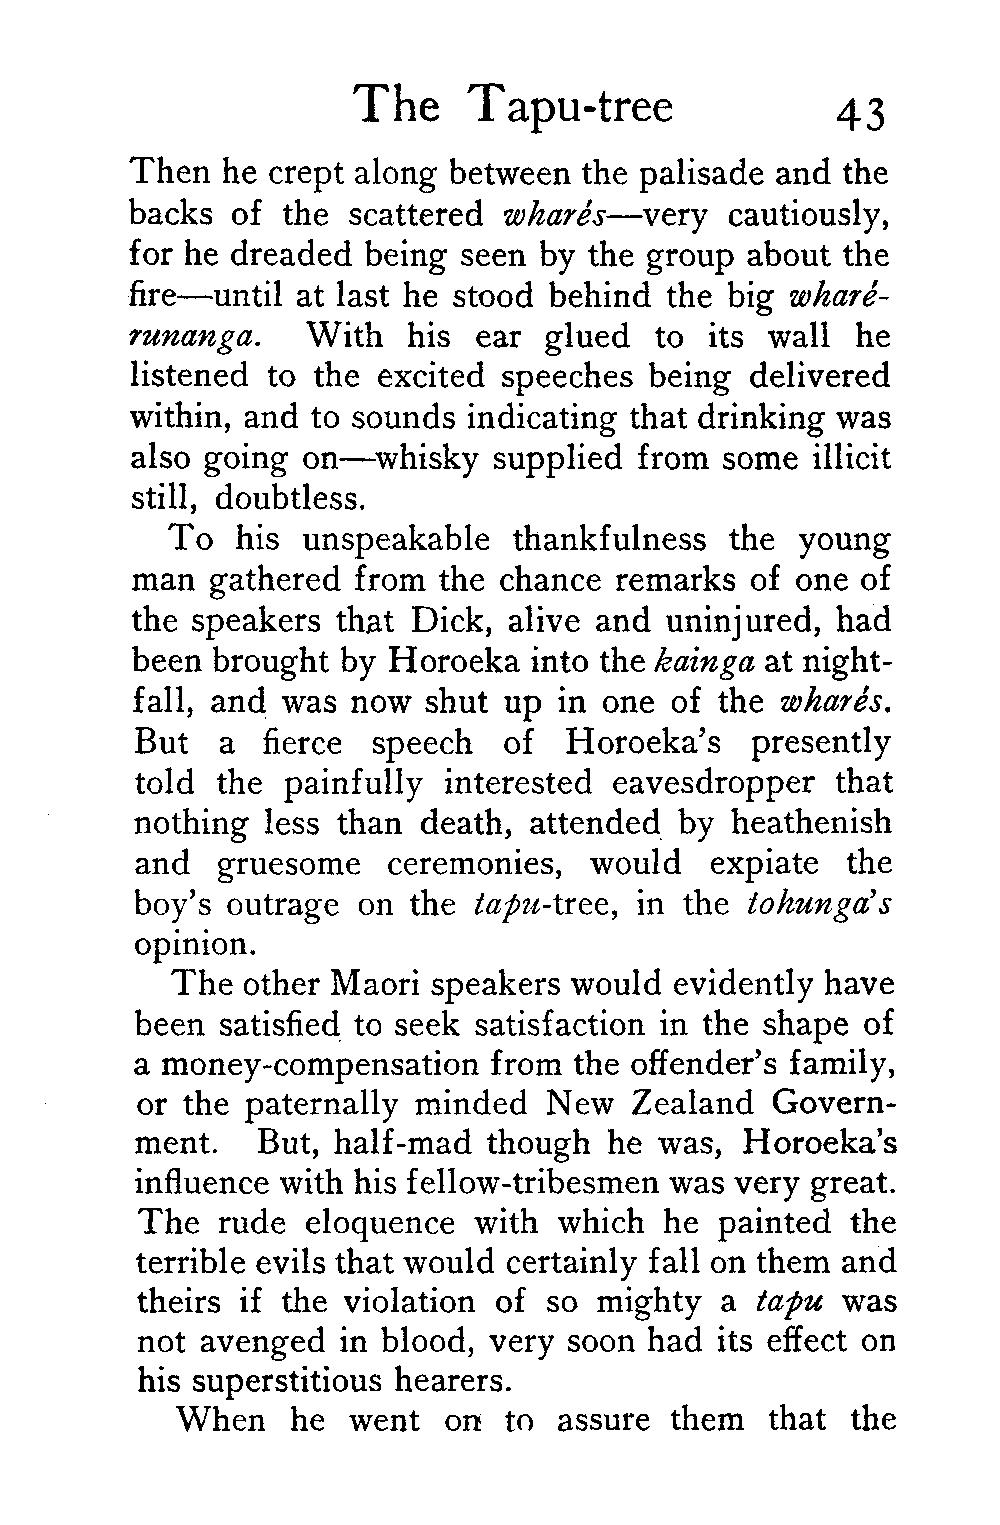 The Tapu-tree 43
Then he crept along between the palisade and the
backs of the scattered wharés—very cautiously,
for he dreaded being seen by the group about the
fire—until at last he stood behind the big wharé-
runanga. With his ear glued to its wall he
listened to the excited speeches being delivered
within, and to sounds indicating that drinking was
also going on—whisky supplied from some illicit
still, doubtless.
To his unspeakable thankfulness the young
man gathered from the chance remarks of one of
the speakers that Dick, alive and uninjured, had
been brought by Horoeka into the kainga at night-
fall, and was now shut up in one of the wharés.
But a fierce speech of Horoeka's presently
told the painfully interested eavesdropper that
nothing less than death, attended by heathenish
and gruesome ceremonies, would expiate the
boy's outrage on the tapu-tree, in the tohunga's
opinion.
The other Maori speakers would evidently have
been satisfied to seek satisfaction in the shape of
a money-compensation from the offender's family,
or the paternally minded New Zealand Govern-
ment. But, half-mad though he was, Horoeka's
influence with his fellow-tribesmen was very great.
The rude eloquence with which he painted the
terrible evils that would certainly fall on them and
theirs if the violation of so mighty a tapu was
not avenged in blood, very soon had its effect on
his superstitious hearers.
When he went on to assure them that the